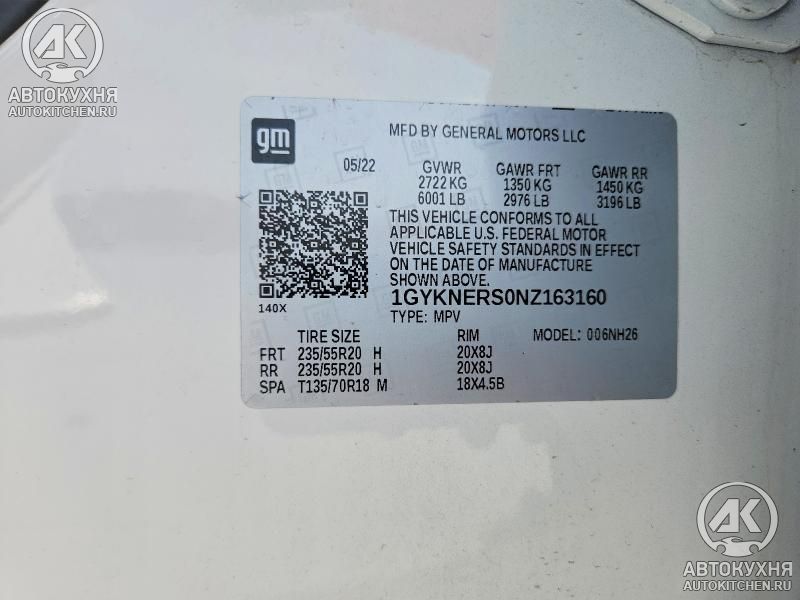 AK
АВТОКУХНЯ
AUTOKITCHEN.RU
gm
MFD BY GENERAL MOTORS LLC
05/22 GVWR GAWR FRT GAWR RR
2722 KG 1350 KG 1450 KG
6001 LB 2976 LB 3196 LB
THIS VEHICLE CONFORMS TO ALL
APPLICABLE U.S. FEDERAL MOTOR
VEHICLE SAFETY STANDARDS IN EFFECT
ON THE DATE OF MANUFACTURE
SHOWN ABOVE.
1GYKNERS0NZ163160
140X
TYPE: MPV
TIRE SIZE RIM MODEL: 006NH26
FRT 235/55R20 H 20X8J
RR 235/55R20 H 20X8J
SPA T135/70R18 M 18X4.5B
AK
АВТОКУХНЯ
AUTOKITCHEN.RU